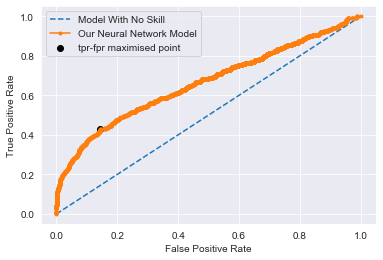 Model With No Skill
Our Neural Network Model
tpr-fpr maximised point
True Positive Rate
1.0
0.8
0.6
0.4
0.2
0.0
0.0 0.2 0.4 0.6 0.8 1.0
False Positive Rate